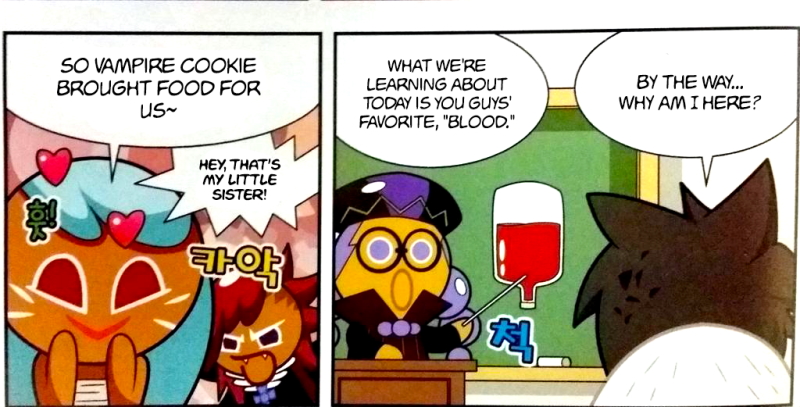 SO VAMPIRE COOKIE
BROUGHT FOOD FOR
US~
HEY, THAT'S
MY LITTLE
SISTER!
훗!
카악
WHAT WE'RE
LEARNING ABOUT
TODAY IS YOU GUYS'
FAVORITE, "BLOOD."
BY THE WAY...
WHY AM I HERE?
척